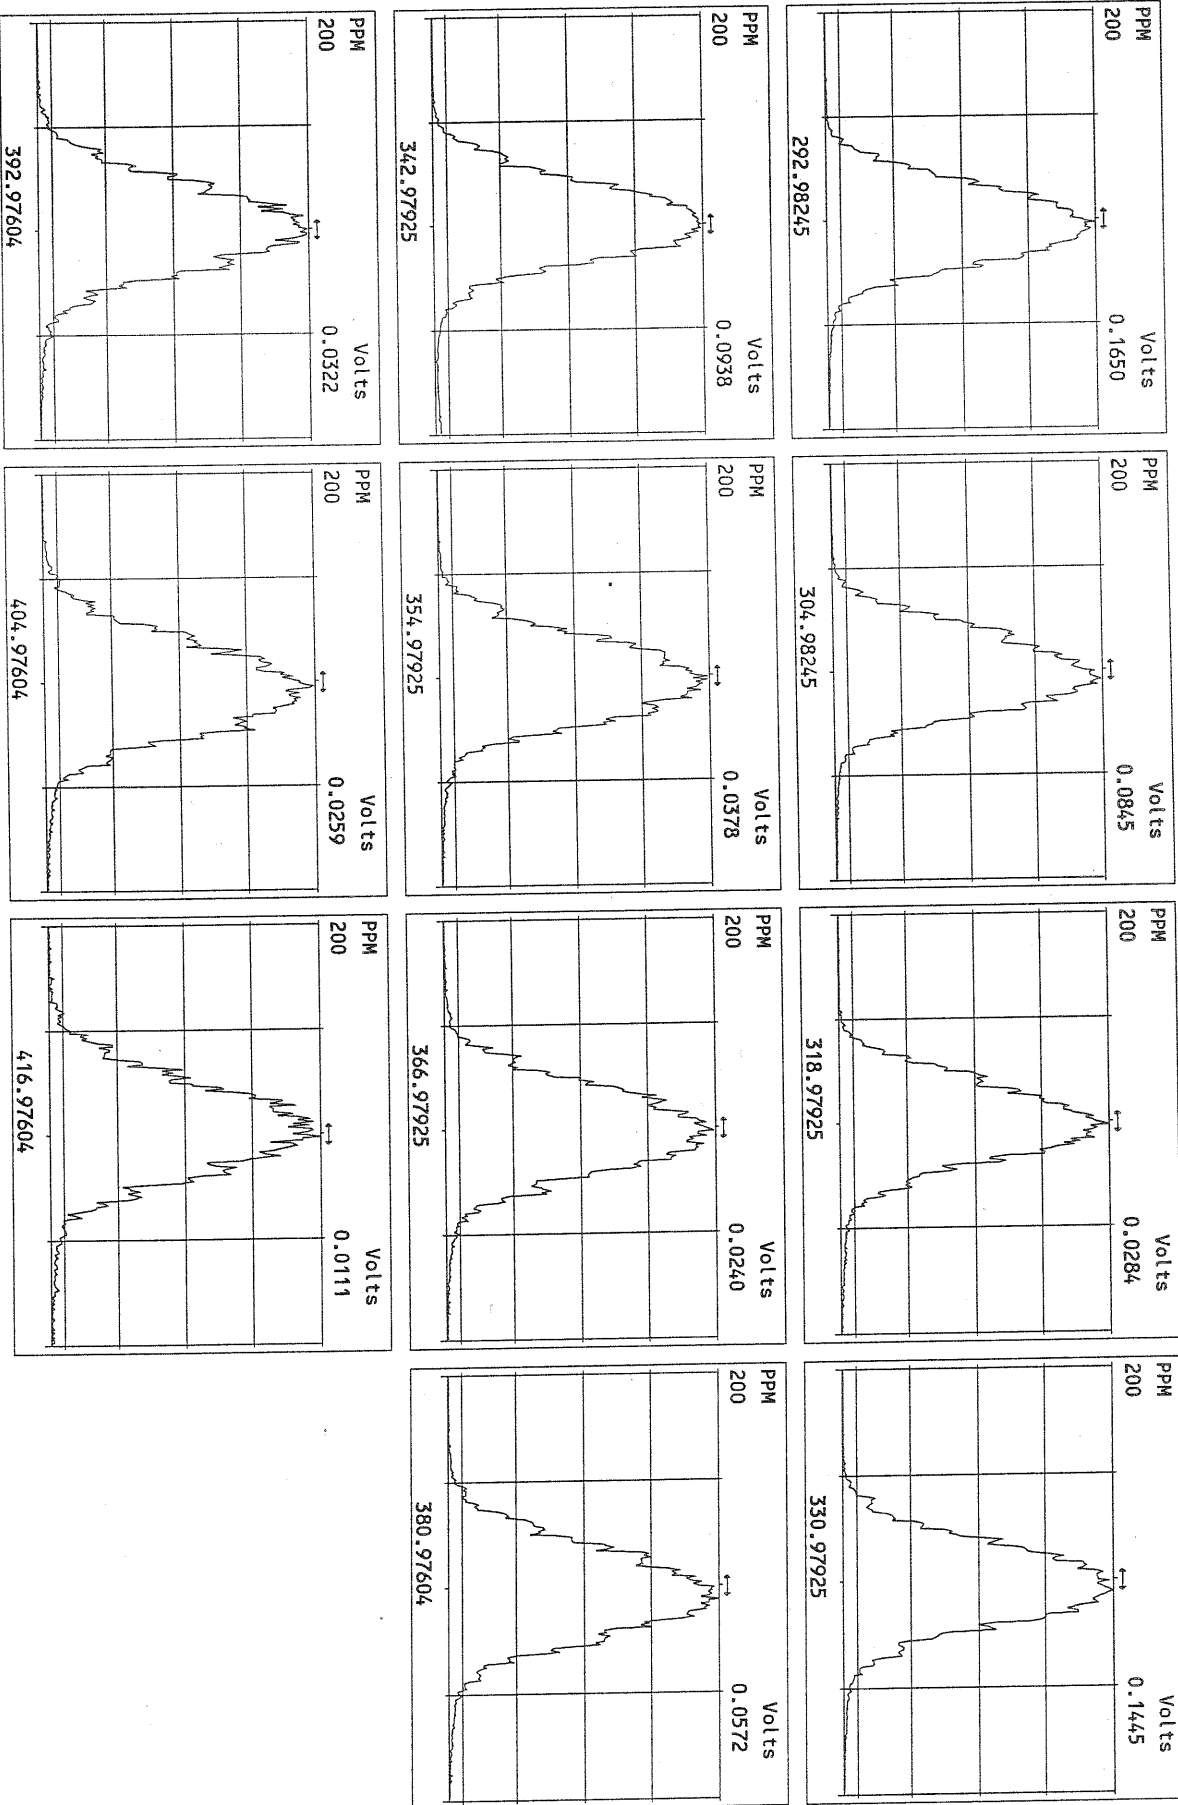 PPM Volts
200 0.1650
292.98245
PPM Volts
200 0.0845
304.98245
PPM Volts
200 0.0284
318.97925
PPM Volts
200 0.1445
330.97925
PPM Volts
200 0.0938
342.97925
PPM Volts
200 0.0378
354.97925
PPM Volts
200 0.0240
366.97925
PPM Volts
200 0.0572
380.97604
PPM Volts
200 0.0322
392.97604
PPM Volts
200 0.0259
404.97604
PPM Volts
200 0.0111
416.97604